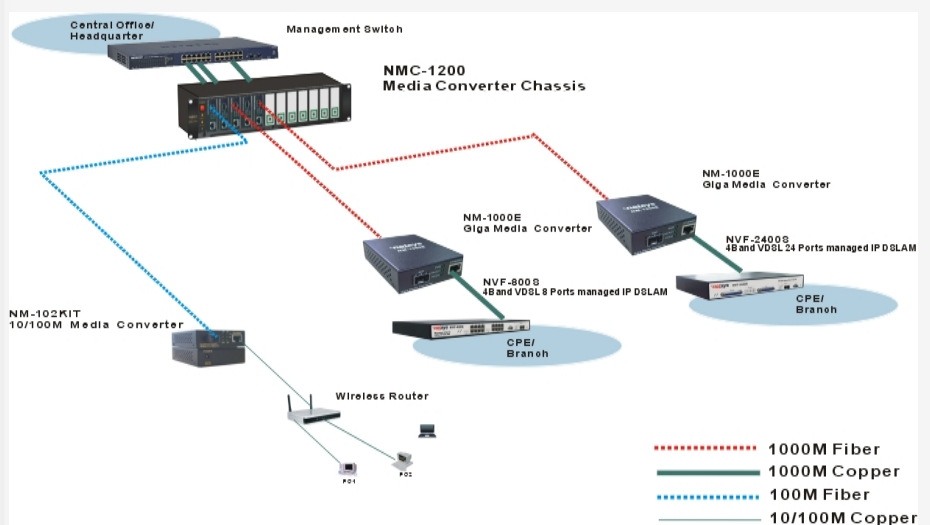 Central Office/
Headquarter
Management Switch
NMC-1200
Media Converter Chassis
NM-1000E
Giga Media Converter
NM-1000E
Giga Media Converter
NVF-2400S
4Band VDSL 24 Ports managed IP DSLAM
NVF-800S
4Band VDSL 8 Ports managed IP DSLAM
CPE/
Branch
CPE/
Branch
NM-102KIT
10/100M Media Converter
Wireless Router
PC1
PC2
1000M Fiber
1000M Copper
100M Fiber
10/100M Copper